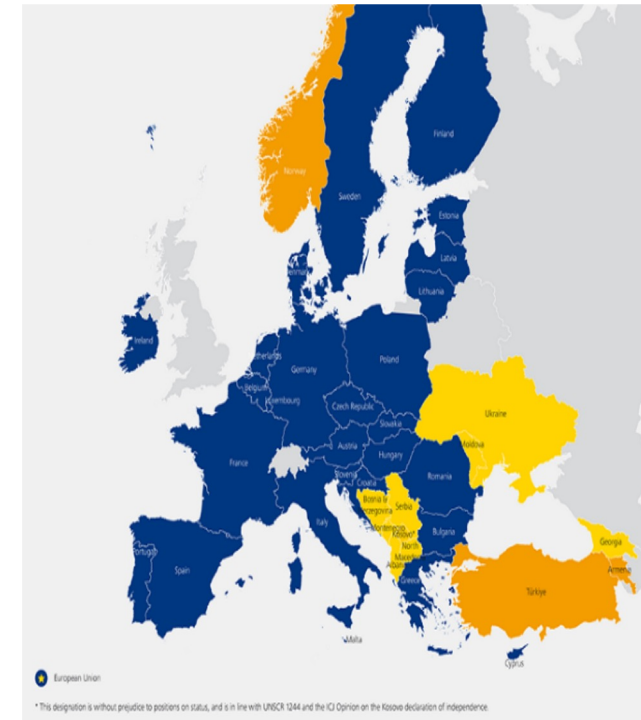 Finland
Norway
Sweden
Estonia
Latvia
Denmark
Lithuania
Ireland
Netherlands
Poland
Germany
Belgium
Luxembourg
Czech Republic
Ukraine
Slovakia
Moldova
Austria
Hungary
France
Slovenia
Romania
Croatia
Bosnia &
Herzegovina
Serbia
Italy
Montenegro
Bulgaria
Kosovo*
Georgia
North
Macedonia
Portugal
Albania
Armenia
Spain
Greece
Türkiye
Malta
Cyprus
European Union
* This designation is without prejudice to positions on status, and is in line with UNSCR 1244 and the ICJ Opinion on the Kosovo declaration of independence.